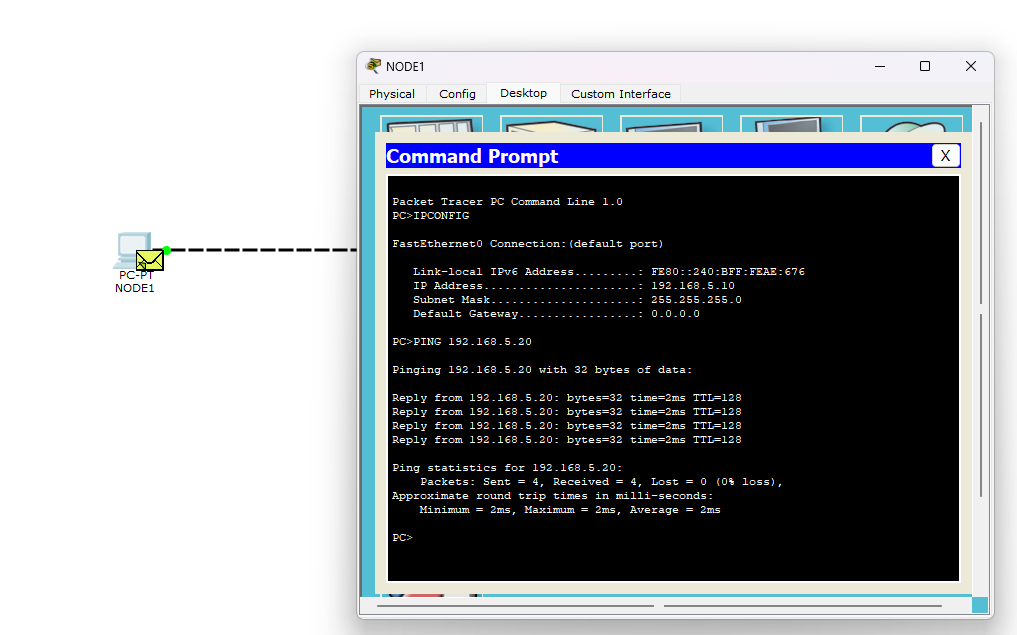 NODE1
Physical Config Desktop Custom Interface
Command Prompt X
Packet Tracer PC Command Line 1.0
PC>IPCONFIG
FastEthernet0 Connection:(default port)
Link-local IPv6 Address.........: FE80::240:BFF:FEAE:676
IP Address......................: 192.168.5.10
Subnet Mask.....................: 255.255.255.0
Default Gateway.................: 0.0.0.0
PC>PING 192.168.5.20
Pinging 192.168.5.20 with 32 bytes of data:
Reply from 192.168.5.20: bytes=32 time=2ms TTL=128
Reply from 192.168.5.20: bytes=32 time=2ms TTL=128
Reply from 192.168.5.20: bytes=32 time=2ms TTL=128
Reply from 192.168.5.20: bytes=32 time=2ms TTL=128
Ping statistics for 192.168.5.20:
Packets: Sent = 4, Received = 4, Lost = 0 (0% loss),
Approximate round trip times in milli-seconds:
Minimum = 2ms, Maximum = 2ms, Average = 2ms
PC>
PC-PT
NODE1